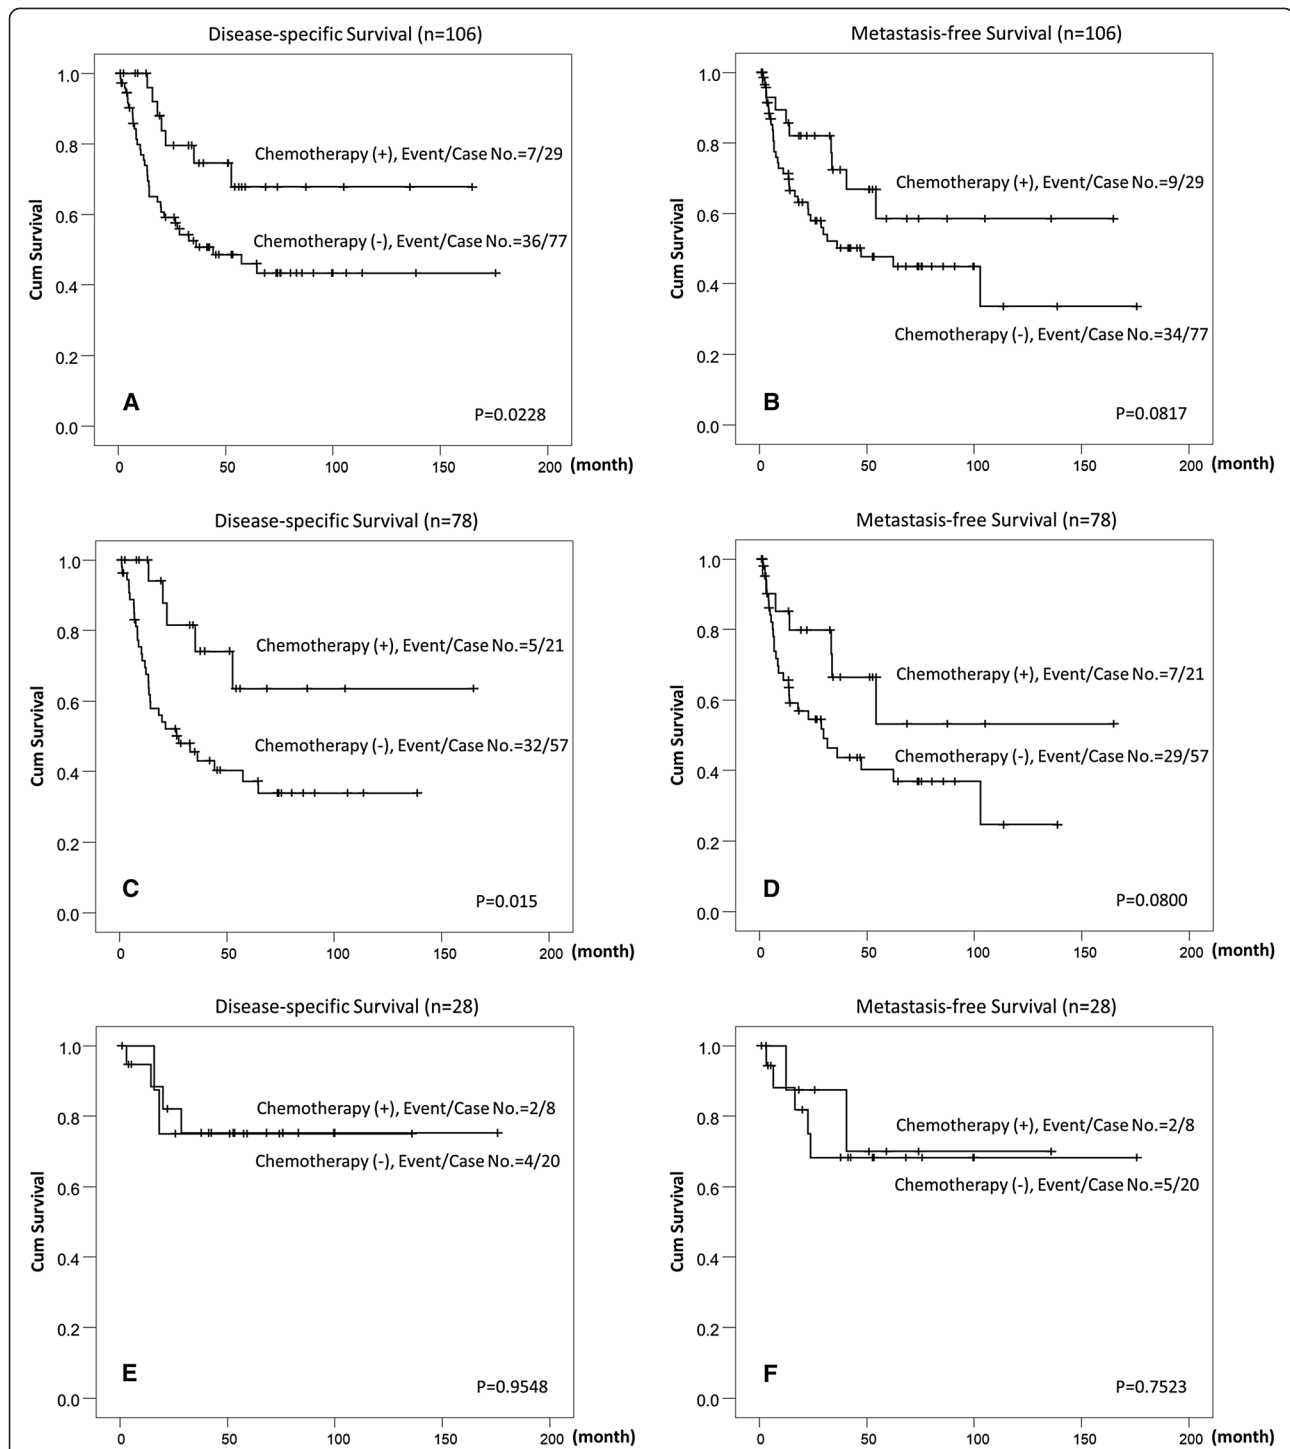 Disease-specific Survival (n=106)
Cum Survival
1.0
0.8
0.6
0.4
0.2
0.0
Chemotherapy (+), Event/Case No.=7/29
Chemotherapy (-), Event/Case No.=36/77
A
P=0.0228
0 50 100 150 200 (month)
Metastasis-free Survival (n=106)
Cum Survival
1.0
0.8
0.6
0.4
0.2
0.0
Chemotherapy (+), Event/Case No.=9/29
Chemotherapy (-), Event/Case No.=34/77
B
P=0.0817
0 50 100 150 200 (month)
Disease-specific Survival (n=78)
Cum Survival
1.0
0.8
0.6
0.4
0.2
0.0
Chemotherapy (+), Event/Case No.=5/21
Chemotherapy (-), Event/Case No.=32/57
C
P=0.015
0 50 100 150 200 (month)
Metastasis-free Survival (n=78)
Cum Survival
1.0
0.8
0.6
0.4
0.2
0.0
Chemotherapy (+), Event/Case No.=7/21
Chemotherapy (-), Event/Case No.=29/57
D
P=0.0800
0 50 100 150 200 (month)
Disease-specific Survival (n=28)
Cum Survival
1.0
0.8
0.6
0.4
0.2
0.0
Chemotherapy (+), Event/Case No.=2/8
Chemotherapy (-), Event/Case No.=4/20
E
P=0.9548
0 50 100 150 200 (month)
Metastasis-free Survival (n=28)
Cum Survival
1.0
0.8
0.6
0.4
0.2
0.0
Chemotherapy (+), Event/Case No.=2/8
Chemotherapy (-), Event/Case No.=5/20
F
P=0.7523
0 50 100 150 200 (month)